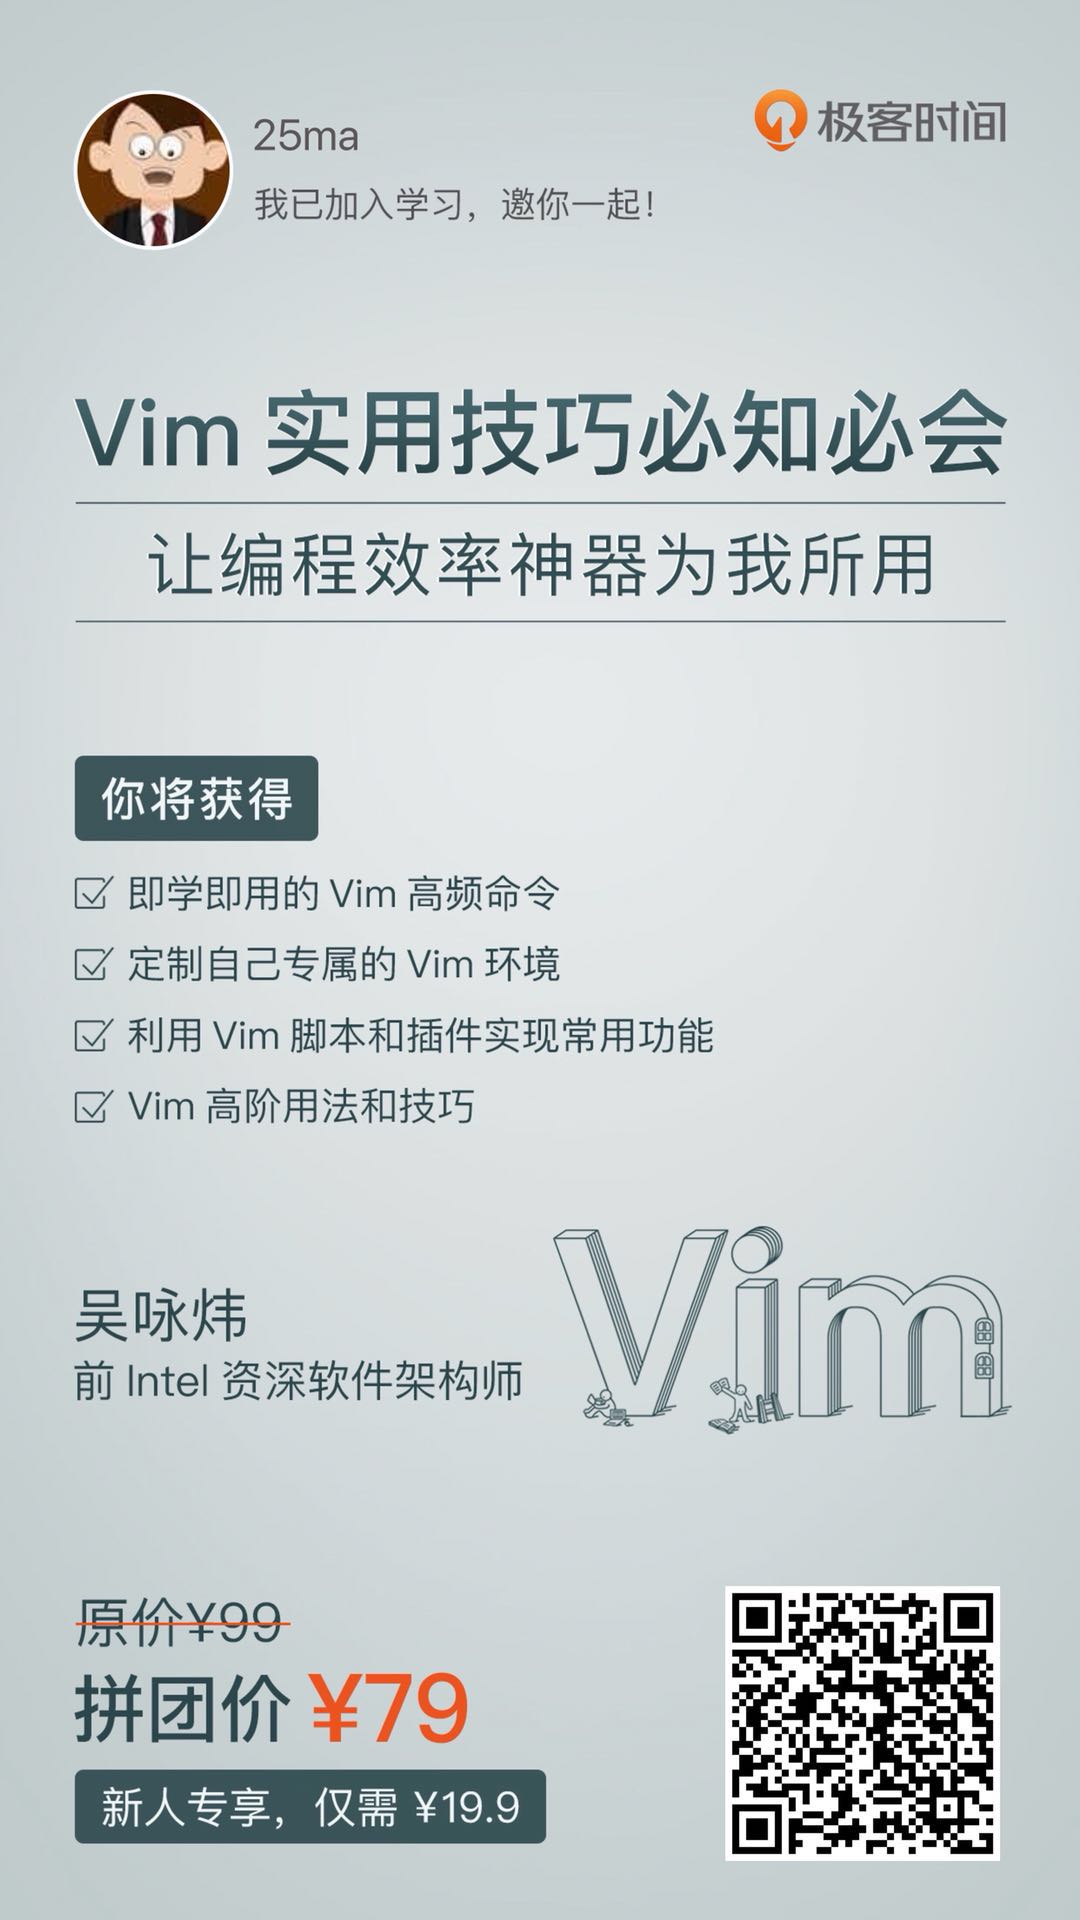 25ma
极客时间
我已加入学习，邀你一起！
Vim 实用技巧必知必会
让编程效率神器为我所用
你将获得
即学即用的 Vim 高频命令
定制自己专属的 Vim 环境
利用 Vim 脚本和插件实现常用功能
Vim 高阶用法和技巧
Vim
吴咏炜
前 Intel 资深软件架构师
原价¥99
拼团价 ¥79
新人专享，仅需 ¥19.9